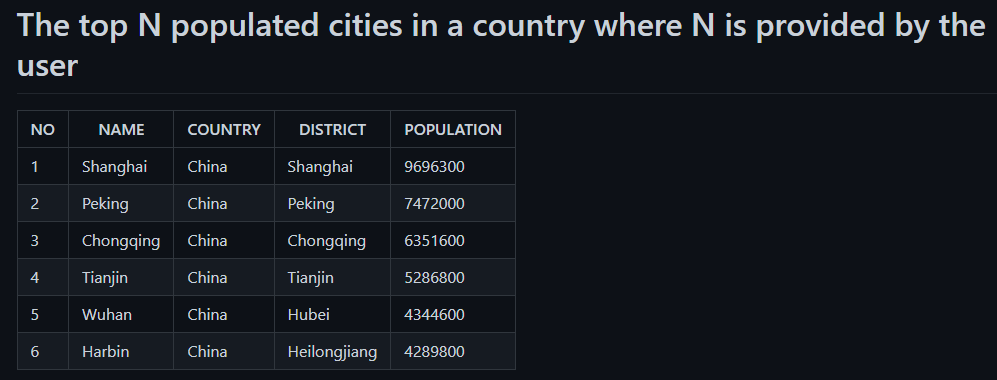 The top N populated cities in a country where N is provided by the
user
NO NAME COUNTRY DISTRICT POPULATION
1 Shanghai China Shanghai 9696300
2 Peking China Peking 7472000
3 Chongqing China Chongqing 6351600
4 Tianjin China Tianjin 5286800
5 Wuhan China Hubei 4344600
6 Harbin China Heilongjiang 4289800